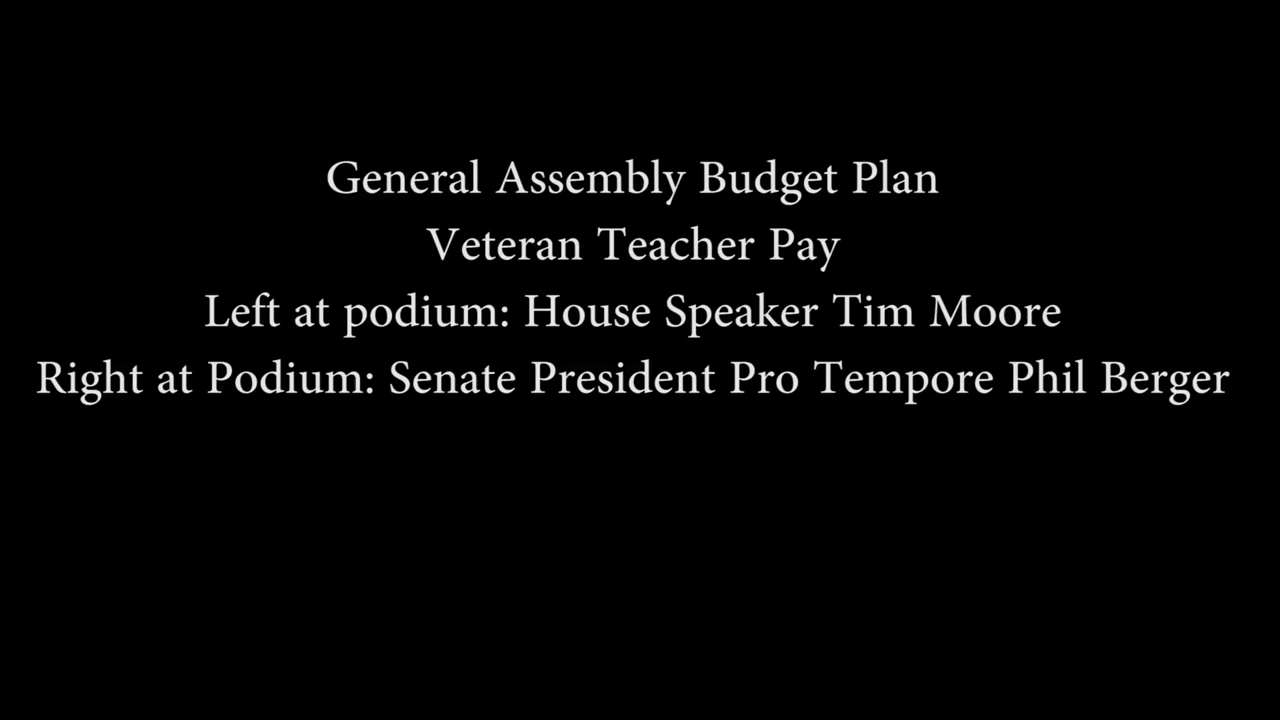 General Assembly Budget Plan
Veteran Teacher Pay
Left at podium: House Speaker Tim Moore
Right at Podium: Senate President Pro Tempore Phil Berger